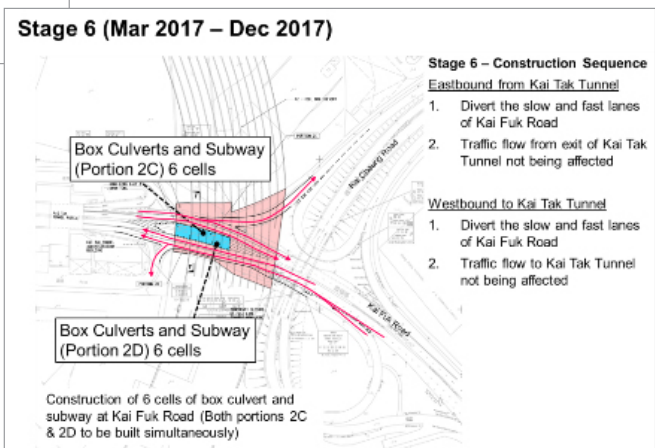 Stage 6 (Mar 2017 – Dec 2017)
Stage 6 – Construction Sequence
Eastbound from Kai Tak Tunnel
1. Divert the slow and fast lanes
of Kai Fuk Road
2. Traffic flow from exit of Kai Tak
Tunnel not being affected
Westbound to Kai Tak Tunnel
1. Divert the slow and fast lanes
of Kai Fuk Road
2. Traffic flow to Kai Tak Tunnel
not being affected
Box Culverts and Subway
(Portion 2C) 6 cells
Kai Cheung Road
Kai Fuk Road
Box Culverts and Subway
(Portion 2D) 6 cells
Construction of 6 cells of box culvert and
subway at Kai Fuk Road (Both portions 2C
& 2D to be built simultaneously)